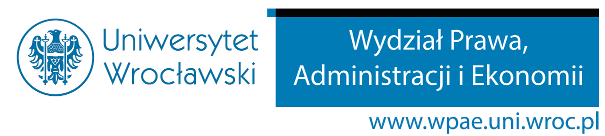 Uniwersytet
Wrocławski
Wydział Prawa,
Administracji i Ekonomii
www.wpae.uni.wroc.pl